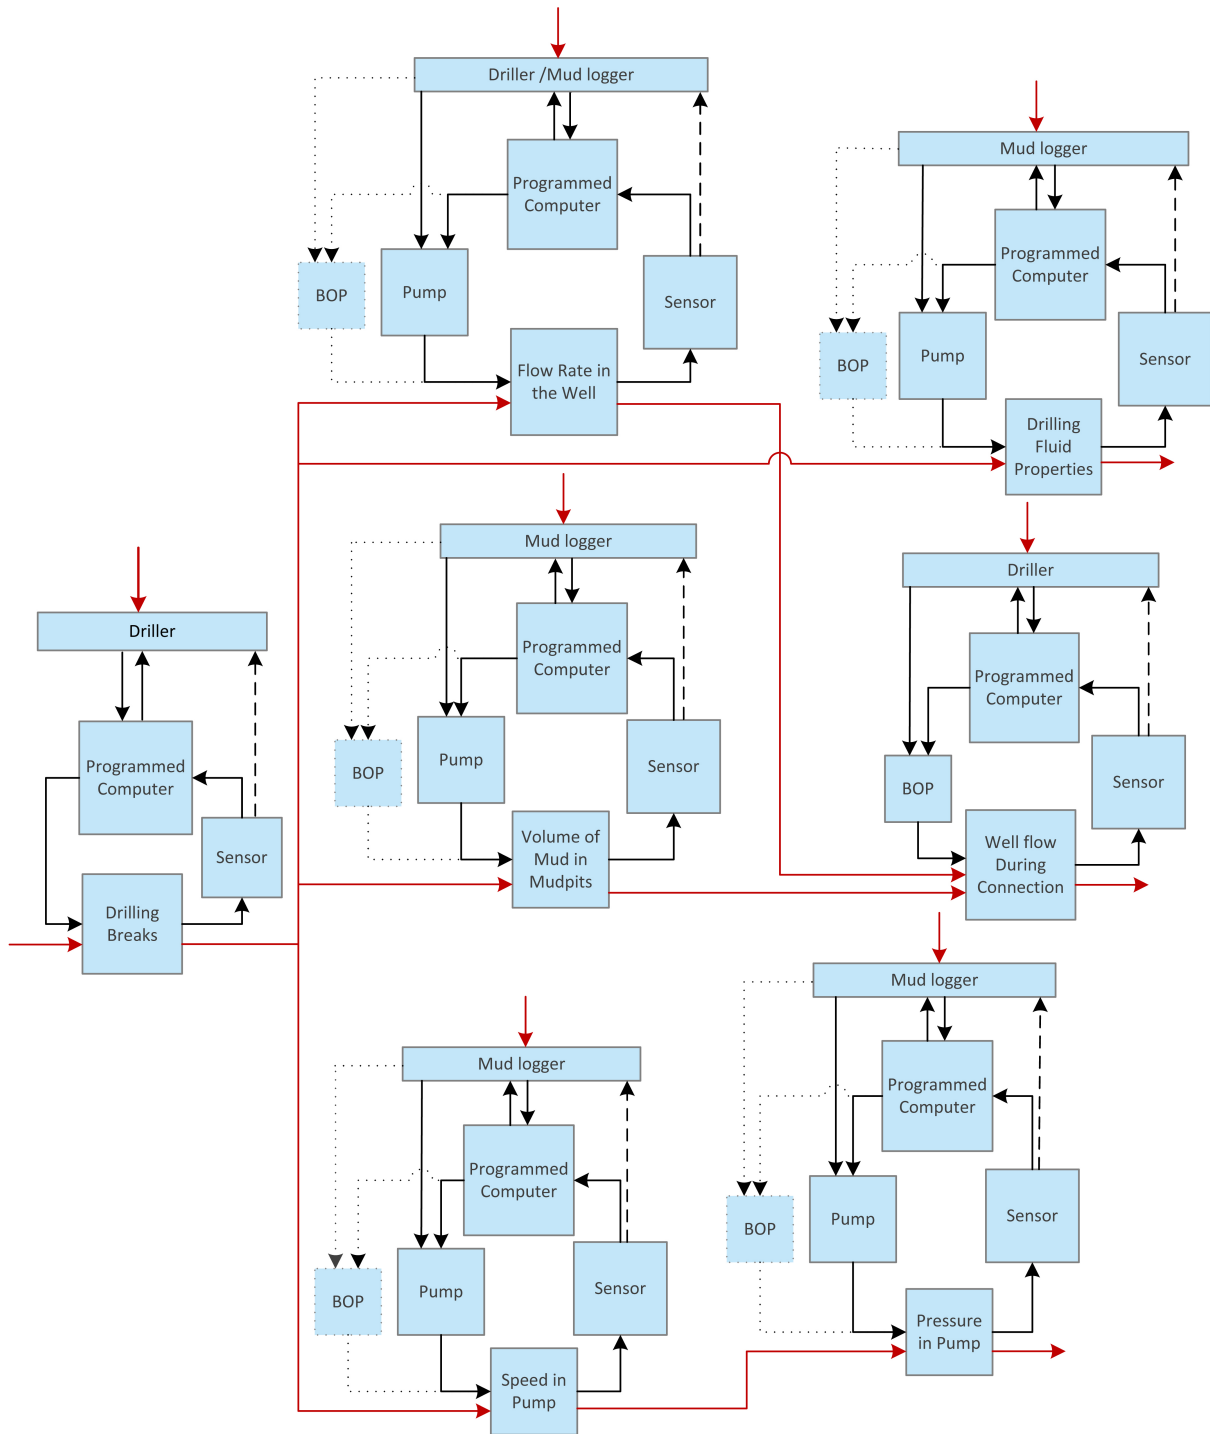 Driller /Mud logger
Programmed
Computer
BOP
Pump
Sensor
Flow Rate in
the Well
Mud logger
Programmed
Computer
BOP
Pump
Sensor
Drilling
Fluid
Properties
Mud logger
Programmed
Computer
BOP
Pump
Sensor
Volume of
Mud in
Mudpits
Driller
Programmed
Computer
BOP
Sensor
Well flow
During
Connection
Driller
Programmed
Computer
Sensor
Drilling
Breaks
Mud logger
Programmed
Computer
BOP
Pump
Sensor
Pressure
in Pump
Mud logger
Programmed
Computer
BOP
Pump
Sensor
Speed in
Pump